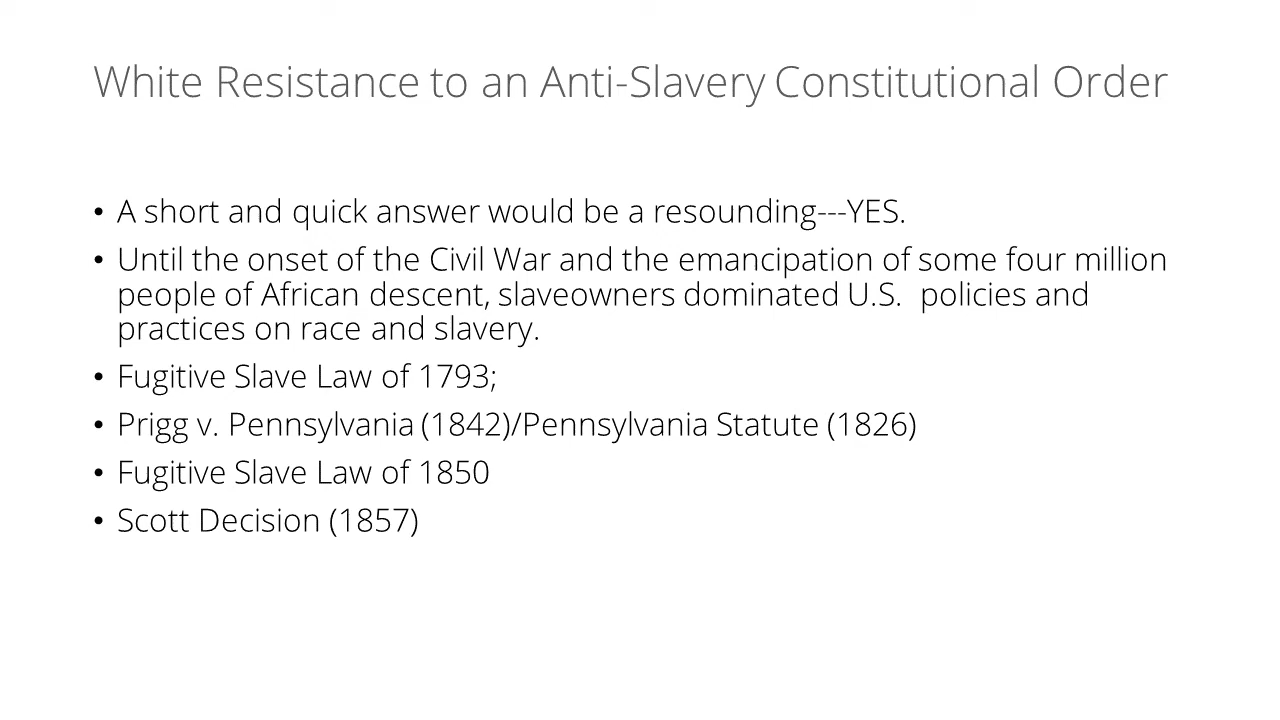 White Resistance to an Anti-Slavery Constitutional Order
• A short and quick answer would be a resounding---YES.
• Until the onset of the Civil War and the emancipation of some four million
people of African descent, slaveowners dominated U.S.  policies and
practices on race and slavery.
• Fugitive Slave Law of 1793;
• Prigg v. Pennsylvania (1842)/Pennsylvania Statute (1826)
• Fugitive Slave Law of 1850
• Scott Decision (1857)